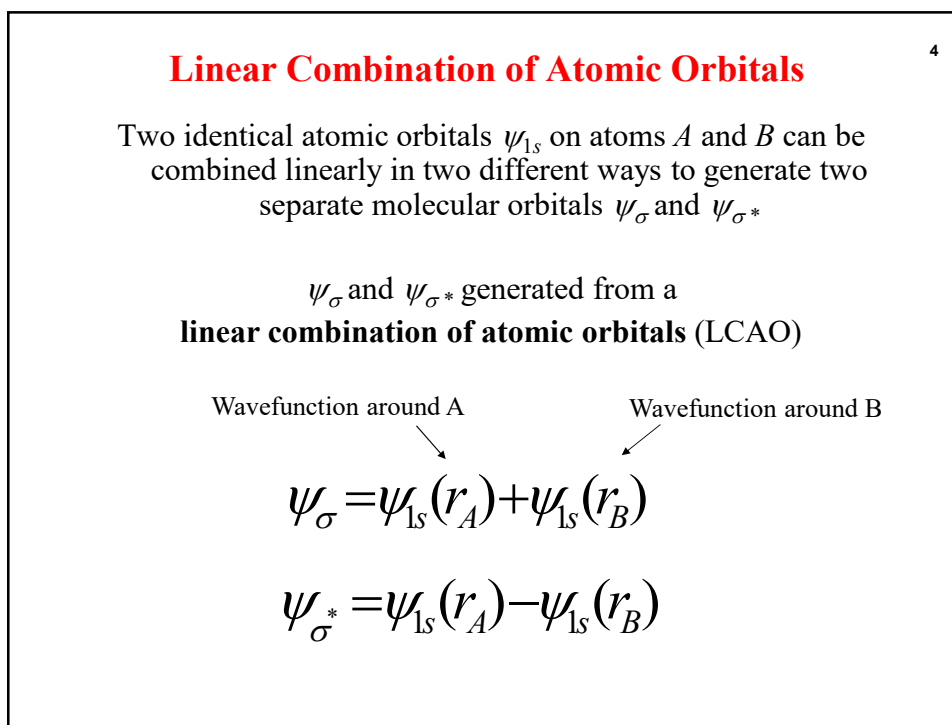 4
Linear Combination of Atomic Orbitals
Two identical atomic orbitals ψ1s on atoms A and B can be
combined linearly in two different ways to generate two
separate molecular orbitals ψσ and ψσ*
ψσ and ψσ* generated from a
linear combination of atomic orbitals (LCAO)
Wavefunction around A Wavefunction around B
ψσ = ψ1s(rA) + ψ1s(rB)
ψσ* = ψ1s(rA) − ψ1s(rB)